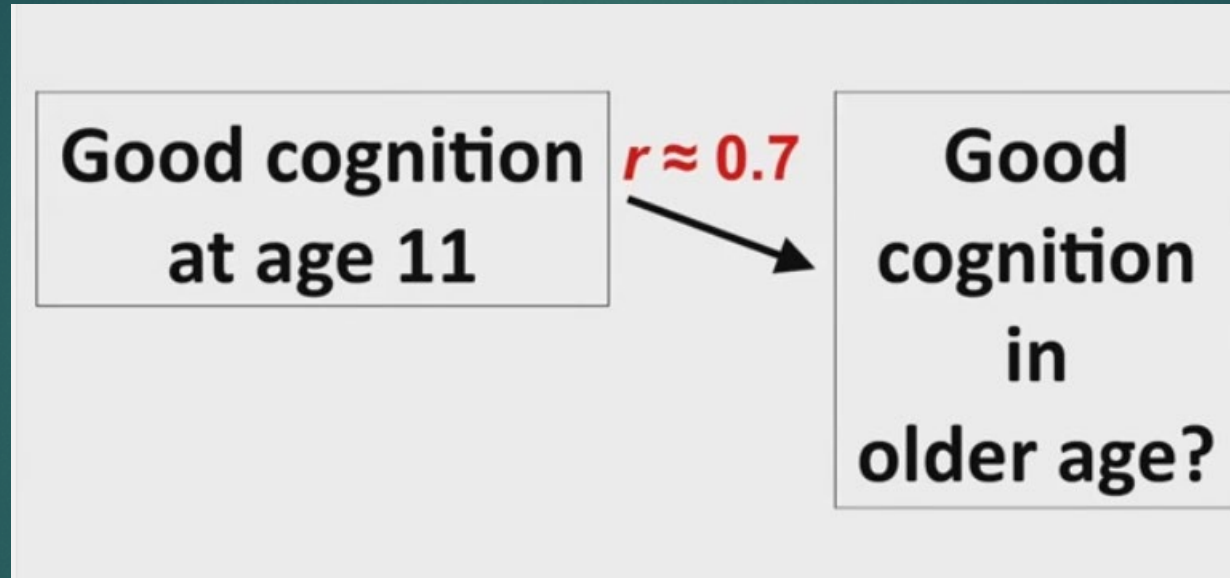 Good cognition
at age 11
r ≈ 0.7
Good
cognition
in
older age?